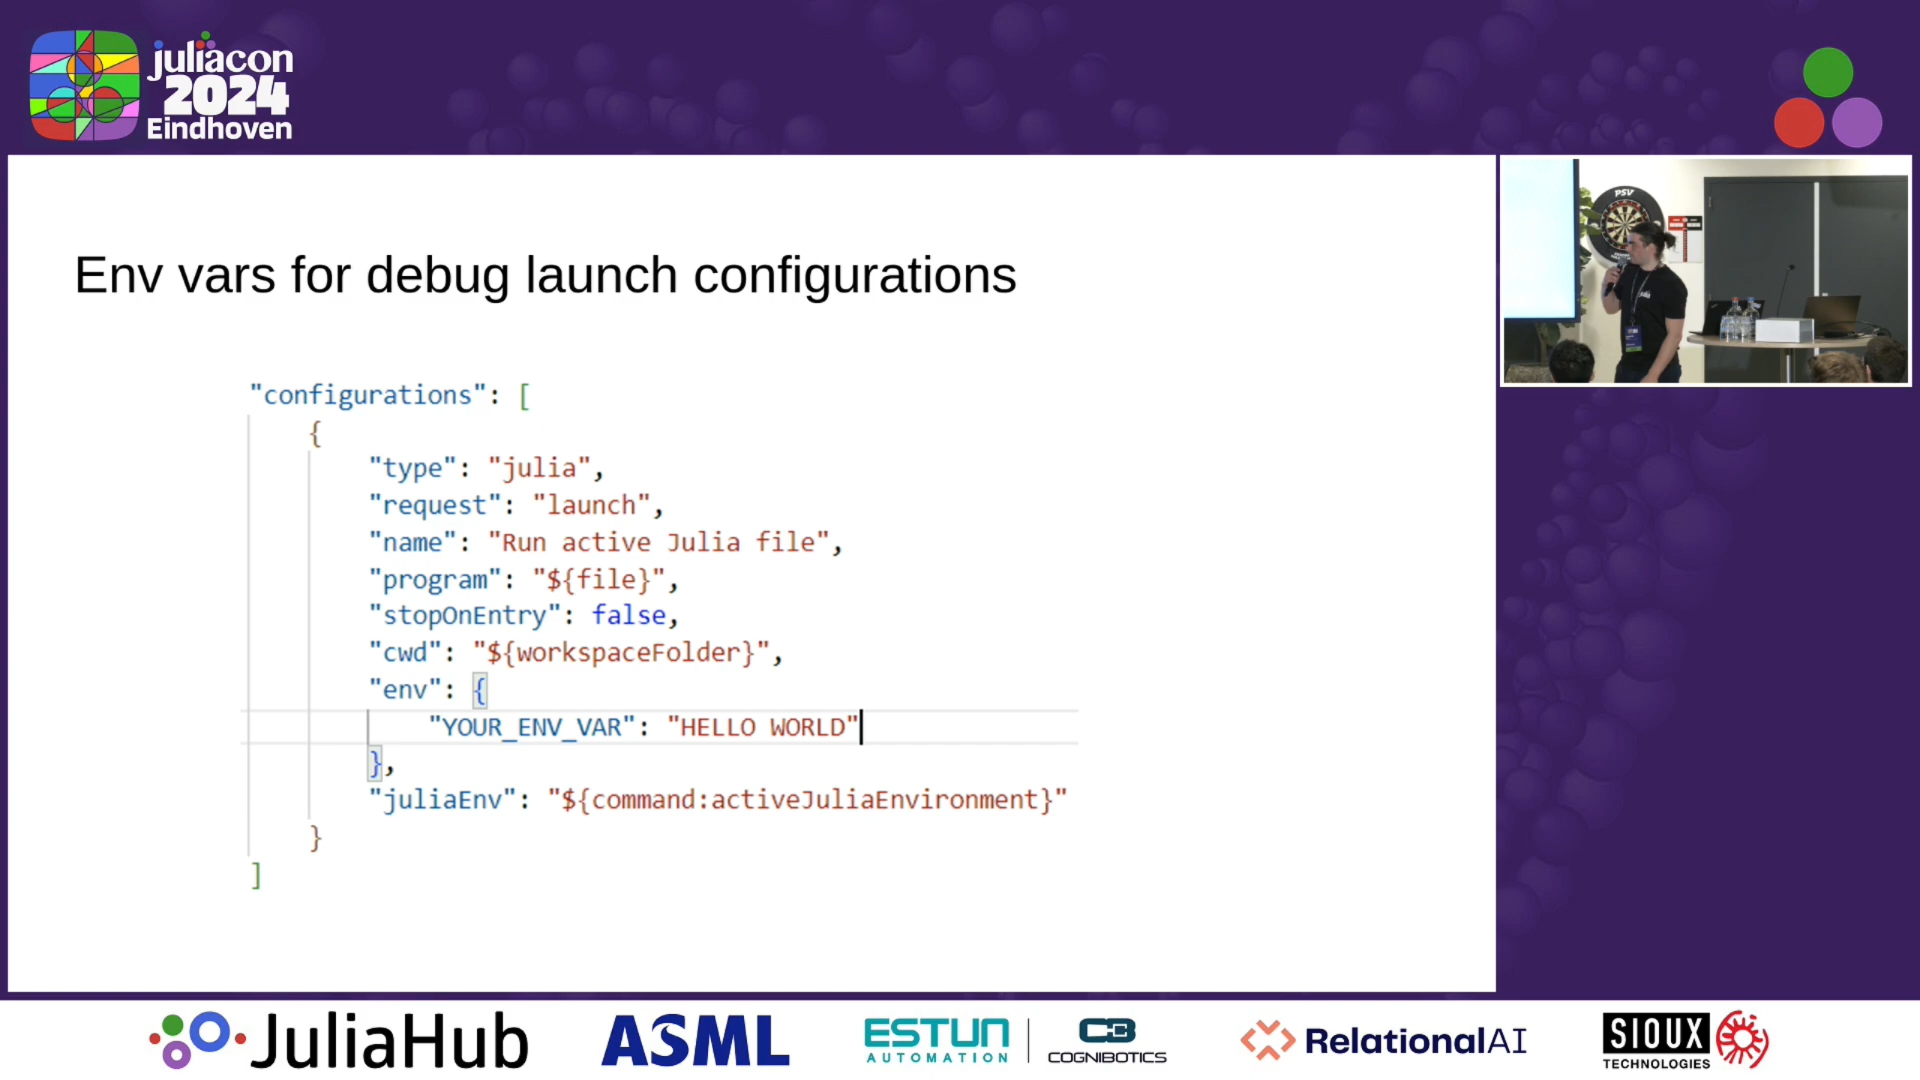 juliacon
2024
Eindhoven
PSV
Env vars for debug launch configurations
"configurations": [
{
"type": "julia",
"request": "launch",
"name": "Run active Julia file",
"program": "${file}",
"stopOnEntry": false,
"cwd": "${workspaceFolder}",
"env": {
"YOUR_ENV_VAR": "HELLO WORLD"
},
"juliaEnv": "${command:activeJuliaEnvironment}"
}
]
JuliaHub
ASML
ESTUN
AUTOMATION
COGNIBOTICS
RelationalAI
SIOUX
TECHNOLOGIES